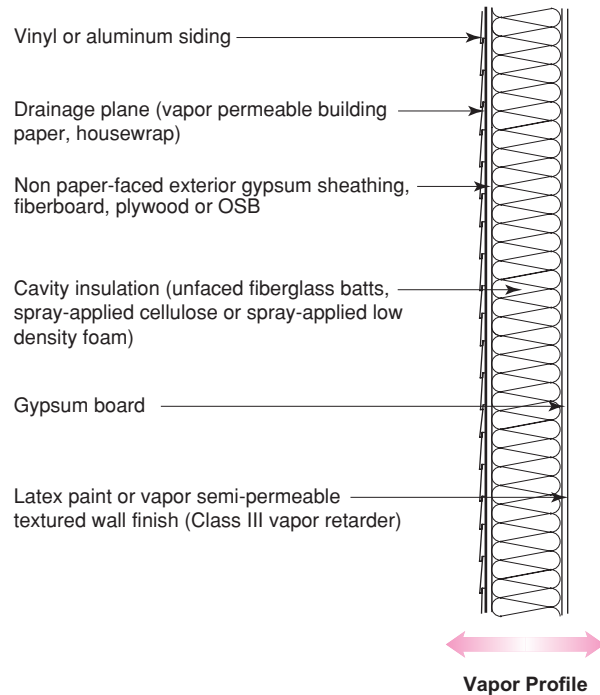 Vinyl or aluminum siding
Drainage plane (vapor permeable building
paper, housewrap)
Non paper-faced exterior gypsum sheathing,
fiberboard, plywood or OSB
Cavity insulation (unfaced fiberglass batts,
spray-applied cellulose or spray-applied low
density foam)
Gypsum board
Latex paint or vapor semi-permeable
textured wall finish (Class III vapor retarder)
Vapor Profile